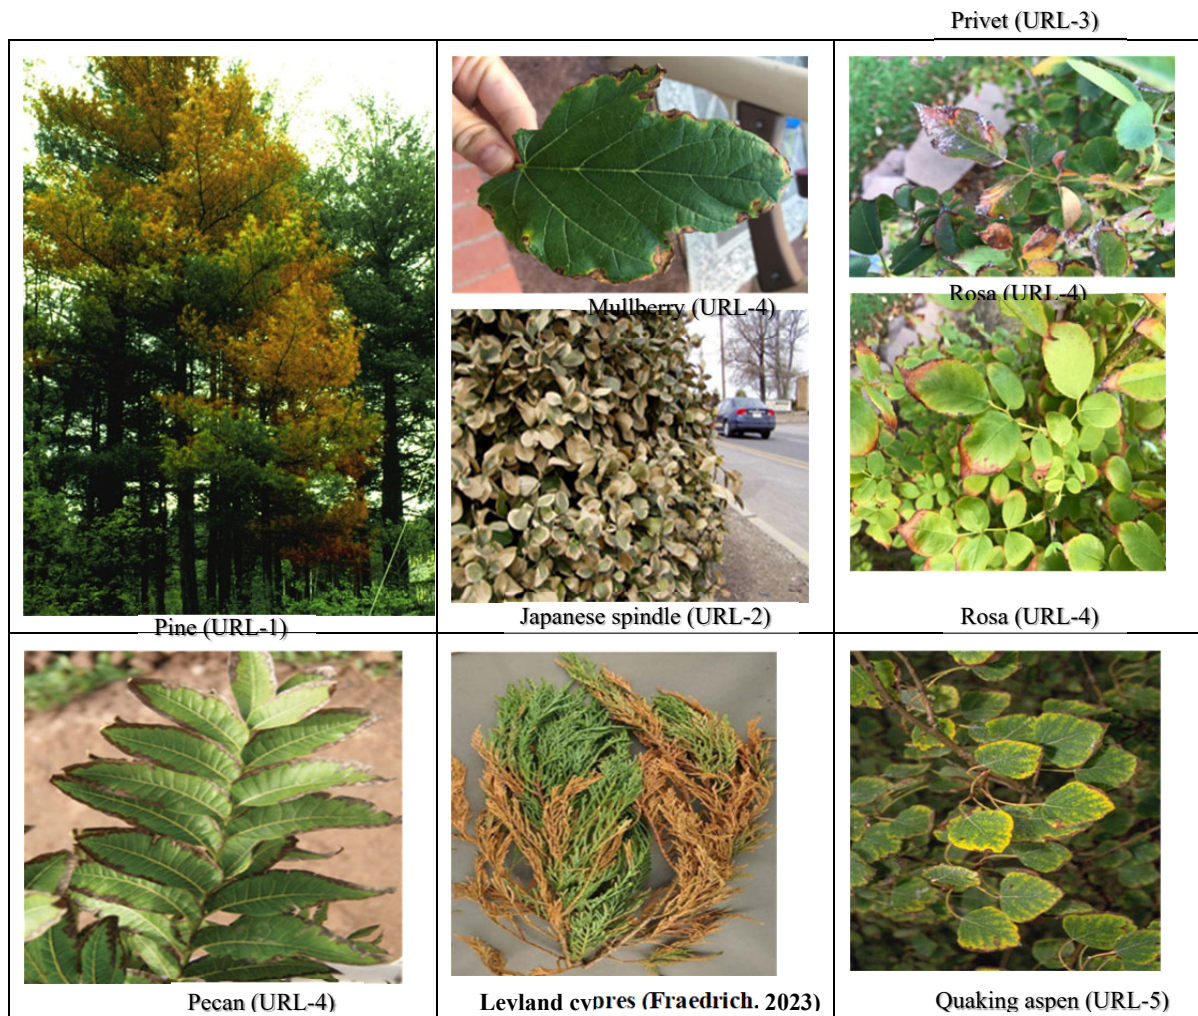 Privet (URL-3)
Mullberry (URL-4)
Rosa (URL-4)
Pine (URL-1)
Japanese spindle (URL-2)
Rosa (URL-4)
Pecan (URL-4)
Leyland cypres (Fraedrich. 2023)
Quaking aspen (URL-5)